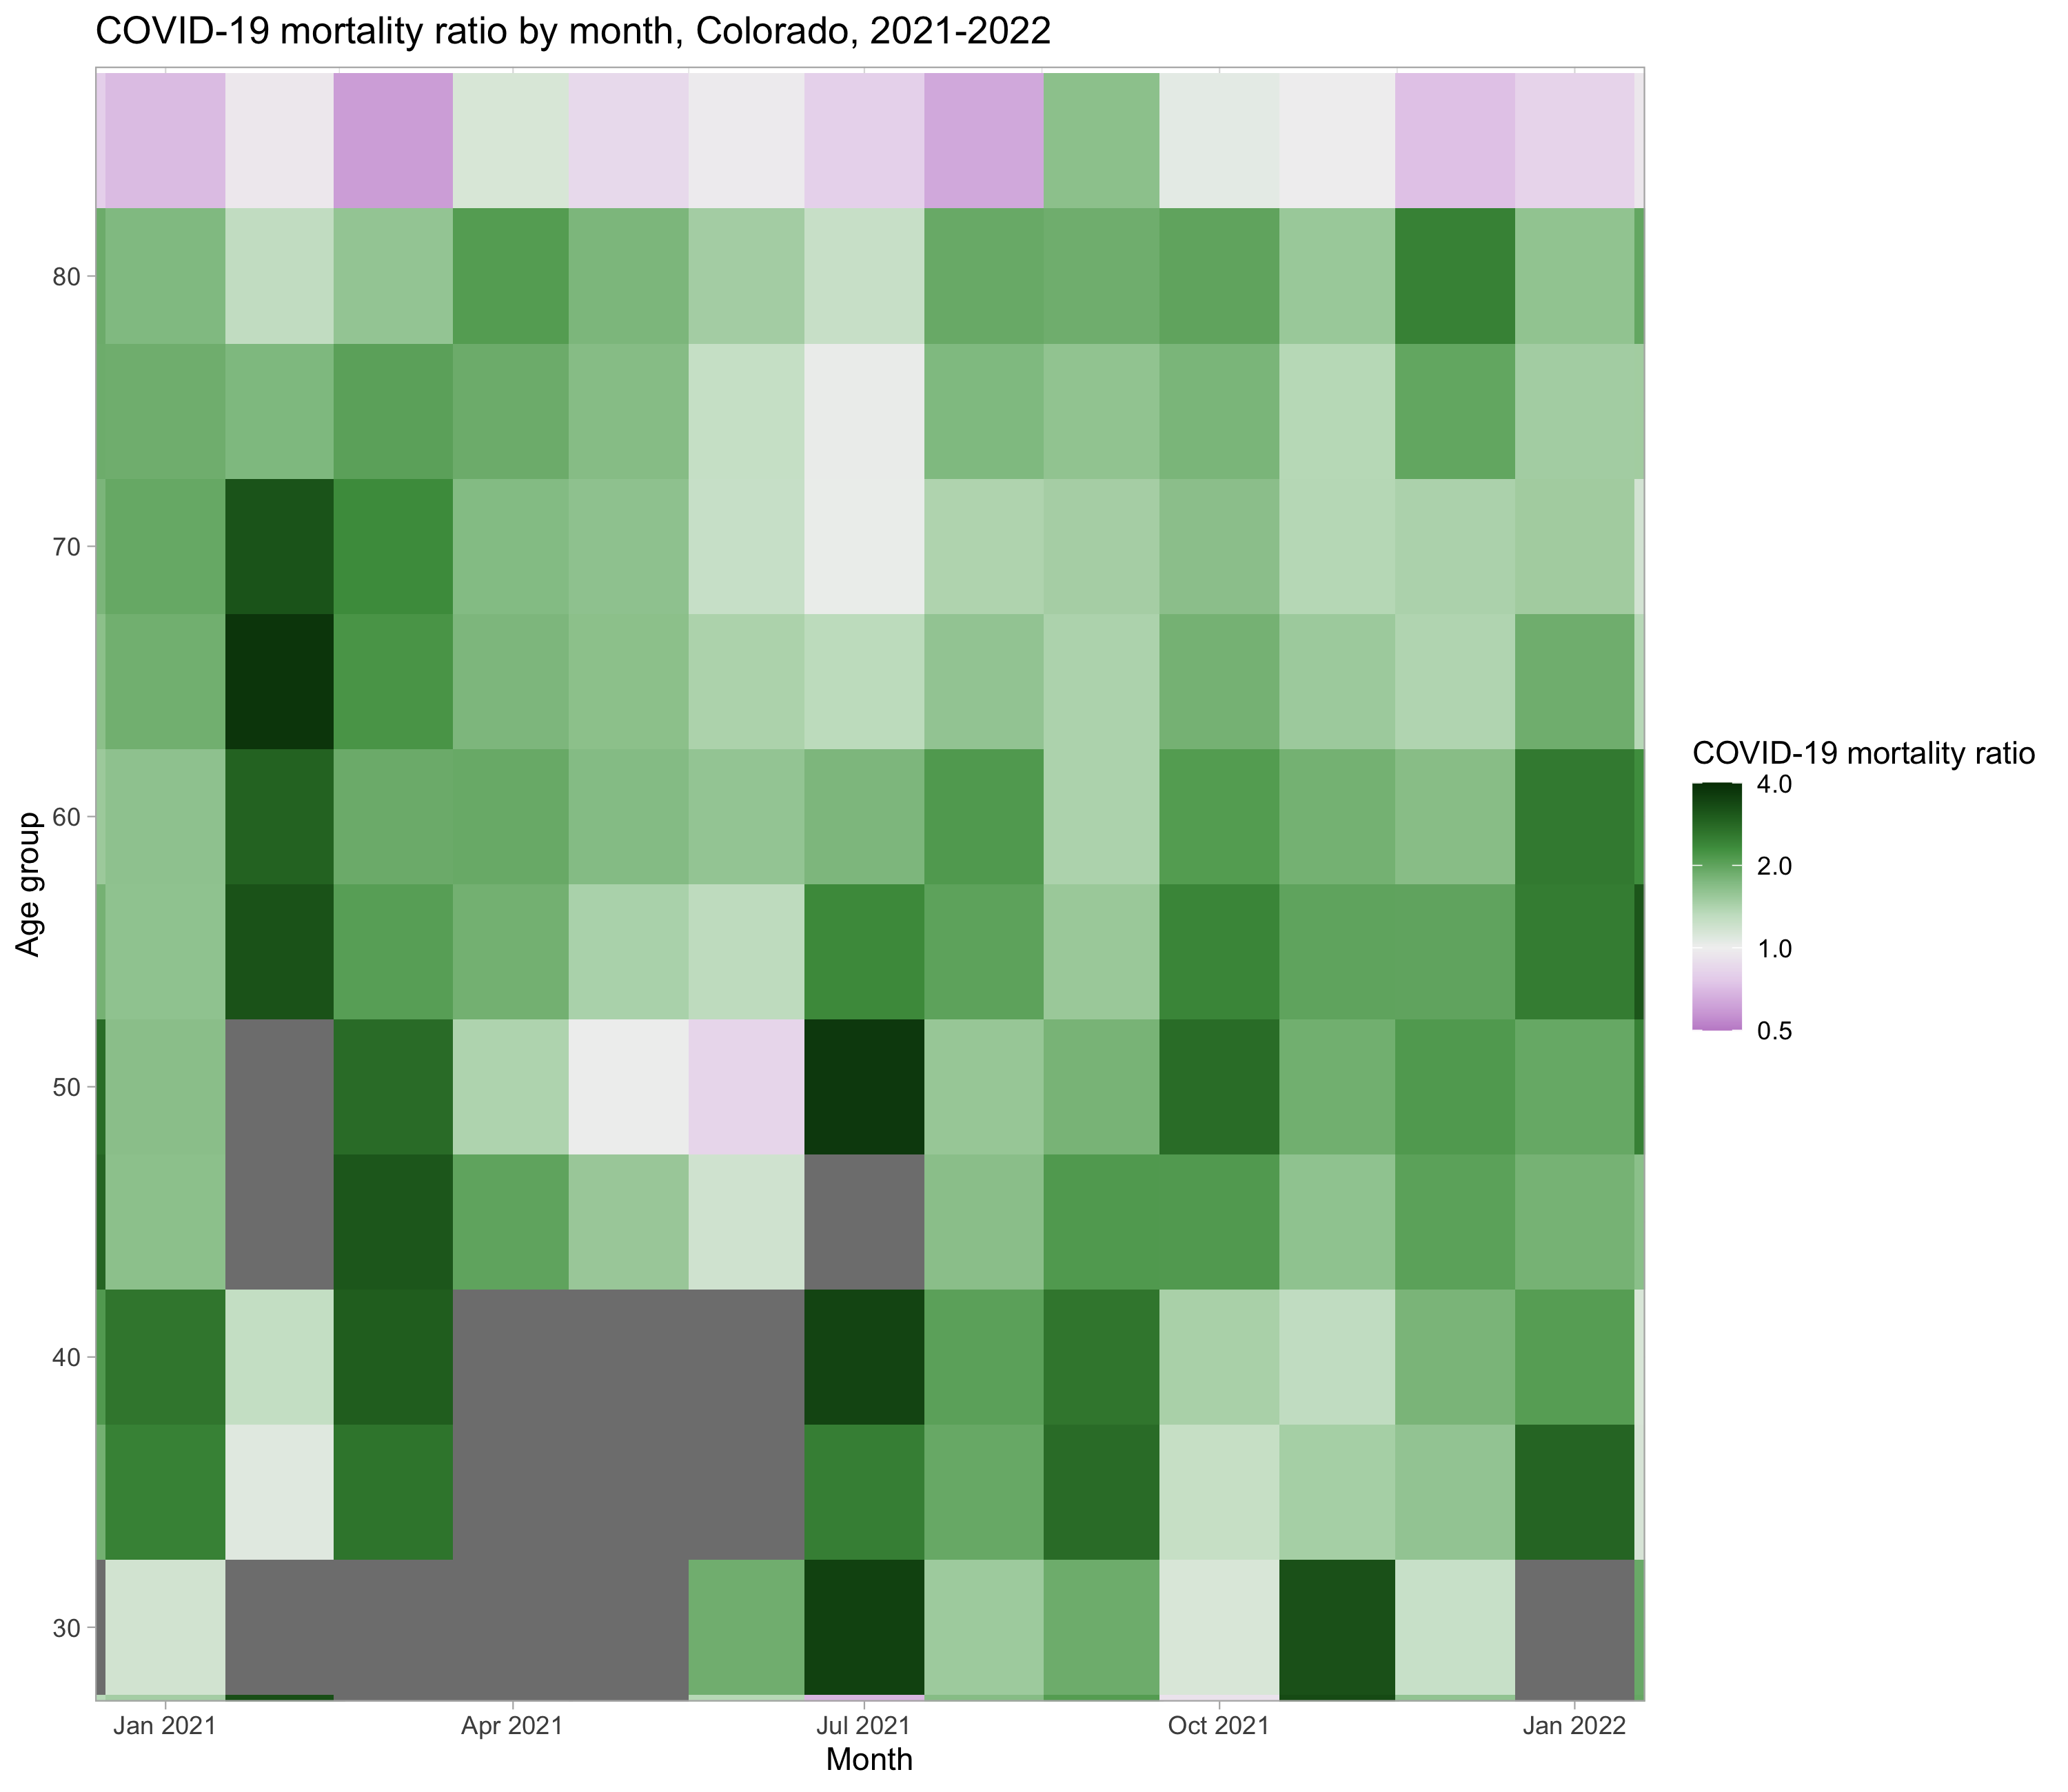 COVID-19 mortality ratio by month, Colorado, 2021-2022
80
70
60
50
40
30
Age group
Jan 2021
Apr 2021
Jul 2021
Oct 2021
Jan 2022
Month
COVID-19 mortality ratio
4.0
2.0
1.0
0.5